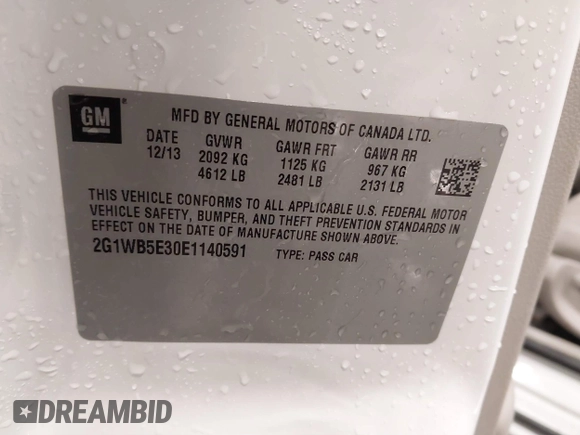 GM
MFD BY GENERAL MOTORS OF CANADA LTD.
DATE GVWR GAWR FRT GAWR RR
12/13 2092 KG 1125 KG 967 KG
4612 LB 2481 LB 2131 LB
THIS VEHICLE CONFORMS TO ALL APPLICABLE U.S. FEDERAL MOTOR
VEHICLE SAFETY, BUMPER, AND THEFT PREVENTION STANDARDS IN
EFFECT ON THE DATE OF MANUFACTURE SHOWN ABOVE.
2G1WB5E30E1140591 TYPE: PASS CAR
DREAMBID